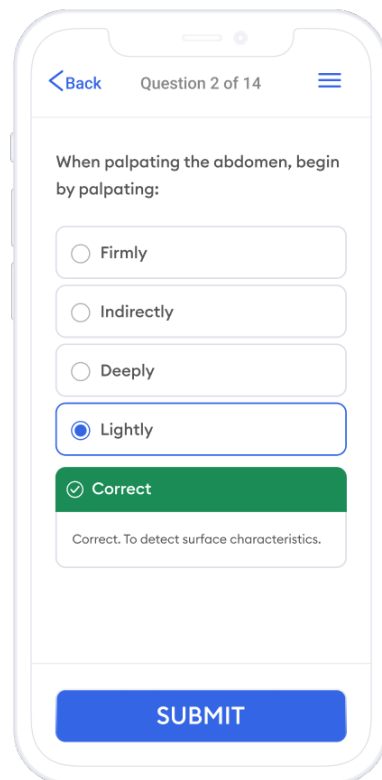 Back
Question 2 of 14
When palpating the abdomen, begin
by palpating:
Firmly
Indirectly
Deeply
Lightly
Correct
Correct. To detect surface characteristics.
SUBMIT